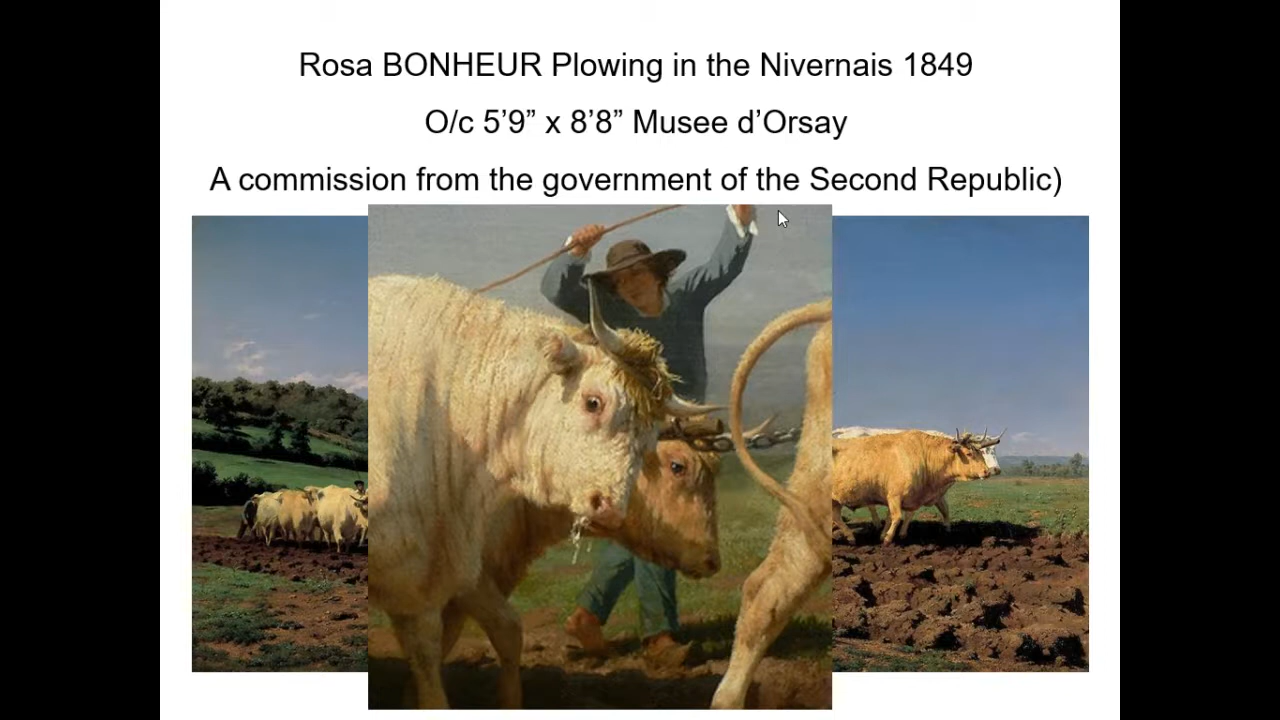 Rosa BONHEUR Plowing in the Nivernais 1849
O/c 5’9” x 8’8” Musee d’Orsay
A commission from the government of the Second Republic)